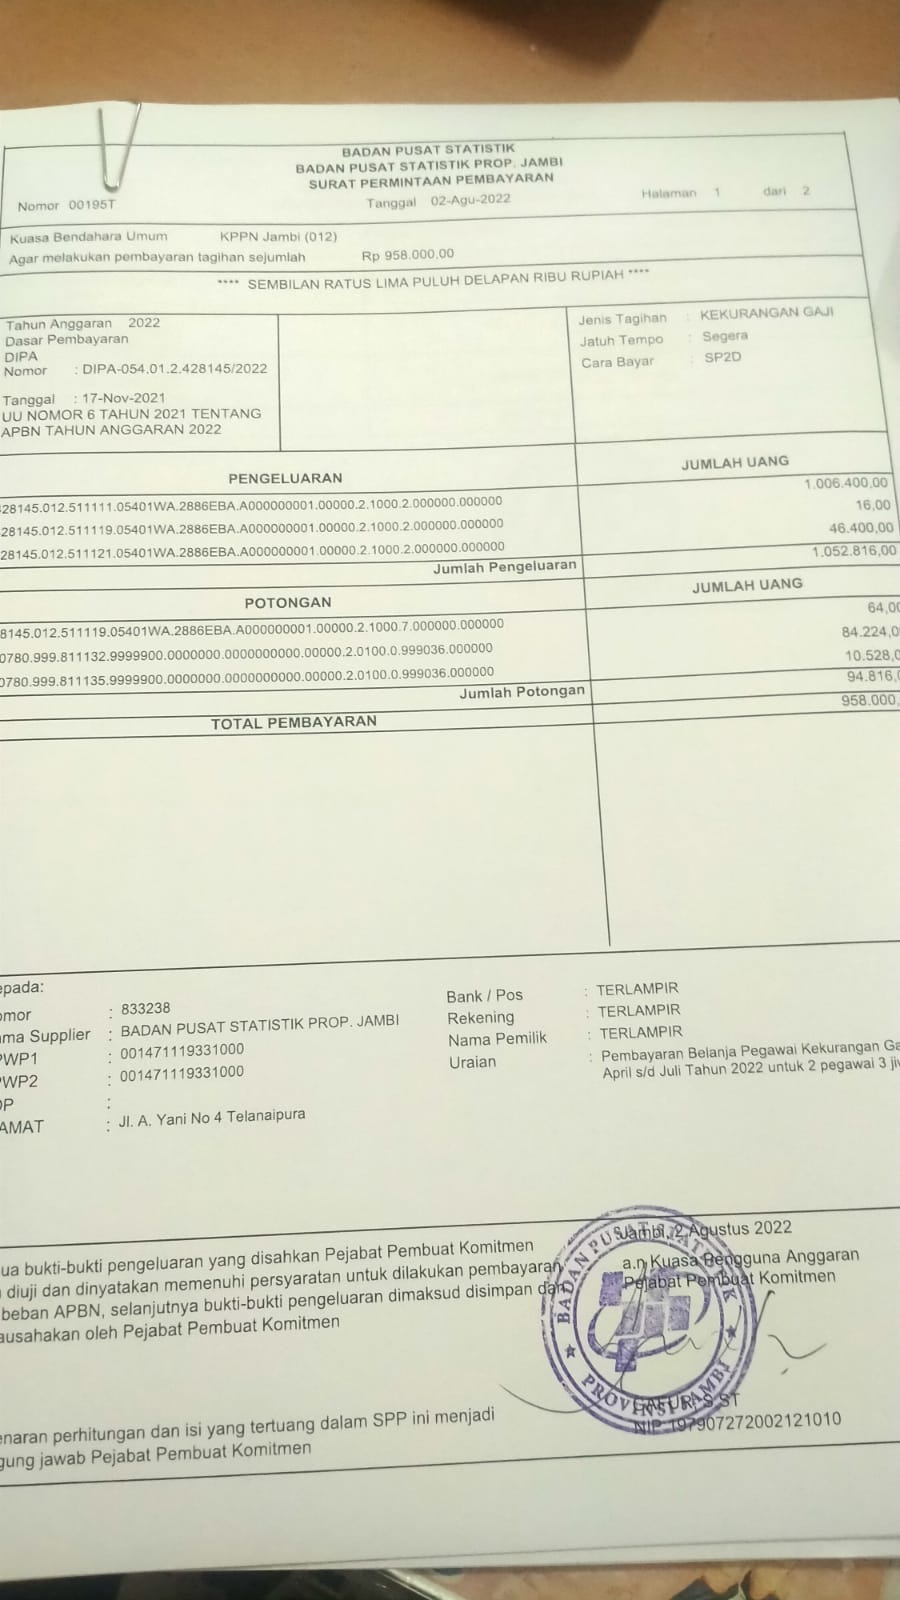 BADAN PUSAT STATISTIK
BADAN PUSAT STATISTIK PROP. JAMBI
SURAT PERMINTAAN PEMBAYARAN
Nomor 00195T Tanggal 02-Agu-2022 Halaman 1 dari 2
Kuasa Bendahara Umum KPPN Jambi (012)
Agar melakukan pembayaran tagihan sejumlah Rp 958.000,00
**** SEMBILAN RATUS LIMA PULUH DELAPAN RIBU RUPIAH ****
Tahun Anggaran 2022
Dasar Pembayaran
DIPA
Nomor : DIPA-054.01.2.428145/2022
Tanggal : 17-Nov-2021
UU NOMOR 6 TAHUN 2021 TENTANG
APBN TAHUN ANGGARAN 2022
Jenis Tagihan : KEKURANGAN GAJI
Jatuh Tempo : Segera
Cara Bayar : SP2D
PENGELUARAN JUMLAH UANG
28145.012.511111.05401WA.2886EBA.A000000001.00000.2.1000.2.000000.000000 1.006.400,00
28145.012.511119.05401WA.2886EBA.A000000001.00000.2.1000.2.000000.000000 16,00
28145.012.511121.05401WA.2886EBA.A000000001.00000.2.1000.2.000000.000000 46.400,00
Jumlah Pengeluaran 1.052.816,00
POTONGAN JUMLAH UANG
8145.012.511119.05401WA.2886EBA.A000000001.00000.2.1000.7.000000.000000 64,00
0780.999.811132.9999900.0000000.0000000000.00000.2.0100.0.999036.000000 84.224,0
0780.999.811135.9999900.0000000.0000000000.00000.2.0100.0.999036.000000 10.528,0
Jumlah Potongan 94.816,0
TOTAL PEMBAYARAN 958.000,
epada:
omor : 833238
ama Supplier : BADAN PUSAT STATISTIK PROP. JAMBI
PWP1 : 001471119331000
PWP2 : 001471119331000
OP :
AMAT : Jl. A. Yani No 4 Telanaipura
Bank / Pos : TERLAMPIR
Rekening : TERLAMPIR
Nama Pemilik : TERLAMPIR
Uraian : Pembayaran Belanja Pegawai Kekurangan Ga
April s/d Juli Tahun 2022 untuk 2 pegawai 3 jiw
ua bukti-bukti pengeluaran yang disahkan Pejabat Pembuat Komitmen
diuji dan dinyatakan memenuhi persyaratan untuk dilakukan pembayaran
beban APBN, selanjutnya bukti-bukti pengeluaran dimaksud disimpan dan
ausahakan oleh Pejabat Pembuat Komitmen
Jambi, 2 Agustus 2022
a.n Kuasa Pengguna Anggaran
Pejabat Pembuat Komitmen
BADAN PUSAT STATISTIK
PROVINSI JAMBI
GAFUR, S.ST
NIP 197907272002121010
enaran perhitungan dan isi yang tertuang dalam SPP ini menjadi
gung jawab Pejabat Pembuat Komitmen